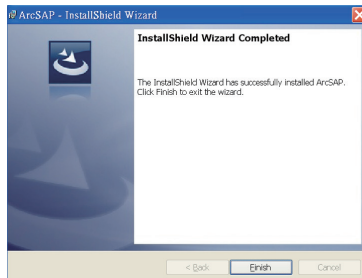 ArcSAP - InstallShield Wizard
InstallShield Wizard Completed
The InstallShield Wizard has successfully installed ArcSAP.
Click Finish to exit the wizard.
< Back
Finish
Cancel